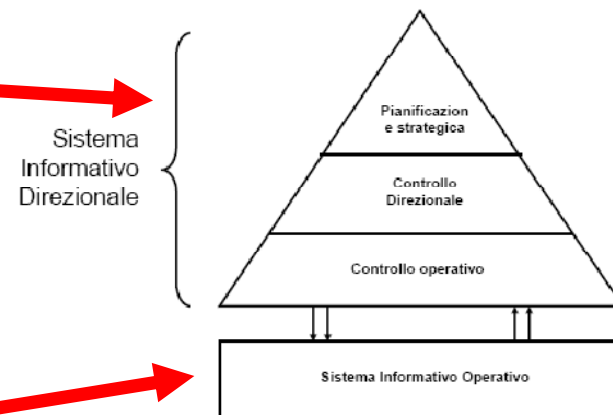 Pianificazion
e strategica
Sistema
Informativo
Direzionale
Controllo
Direzionale
Controllo operativo
Sistema Informativo Operativo